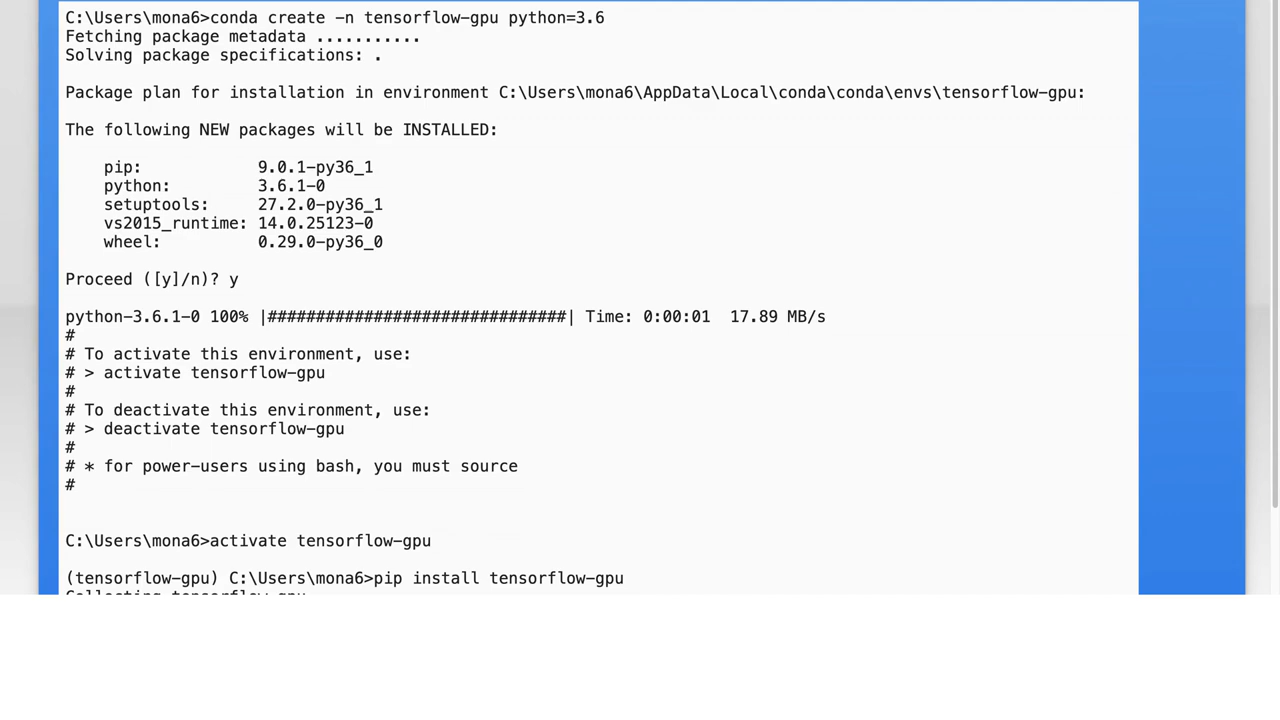 C:\Users\mona6>conda create -n tensorflow-gpu python=3.6
Fetching package metadata ...........
Solving package specifications: .
Package plan for installation in environment C:\Users\mona6\AppData\Local\conda\conda\envs\tensorflow-gpu:
The following NEW packages will be INSTALLED:
pip: 9.0.1-py36_1
python: 3.6.1-0
setuptools: 27.2.0-py36_1
vs2015_runtime: 14.0.25123-0
wheel: 0.29.0-py36_0
Proceed ([y]/n)? y
python-3.6.1-0 100% |###############################| Time: 0:00:01 17.89 MB/s
#
# To activate this environment, use:
# > activate tensorflow-gpu
#
# To deactivate this environment, use:
# > deactivate tensorflow-gpu
#
# * for power-users using bash, you must source
#
C:\Users\mona6>activate tensorflow-gpu
(tensorflow-gpu) C:\Users\mona6>pip install tensorflow-gpu
Collecting tensorflow-gpu